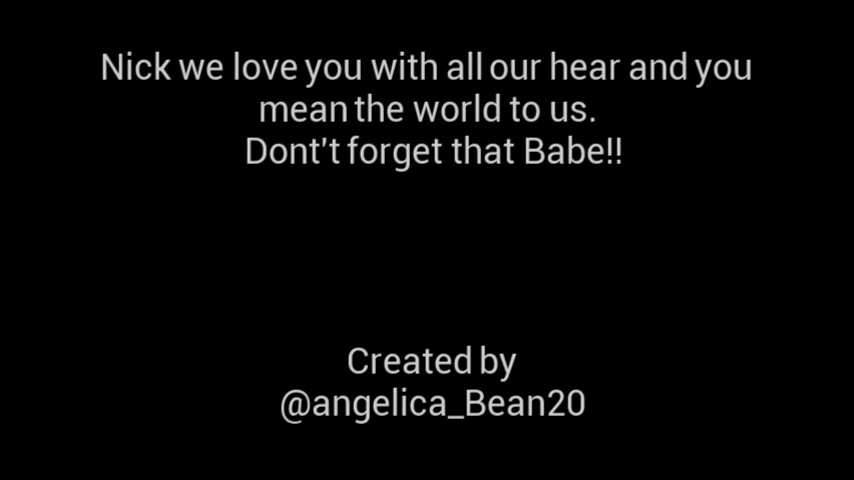 Nick we love you with all our hear and you
mean the world to us.
Dont't forget that Babe!!
Created by
@angelica_Bean20